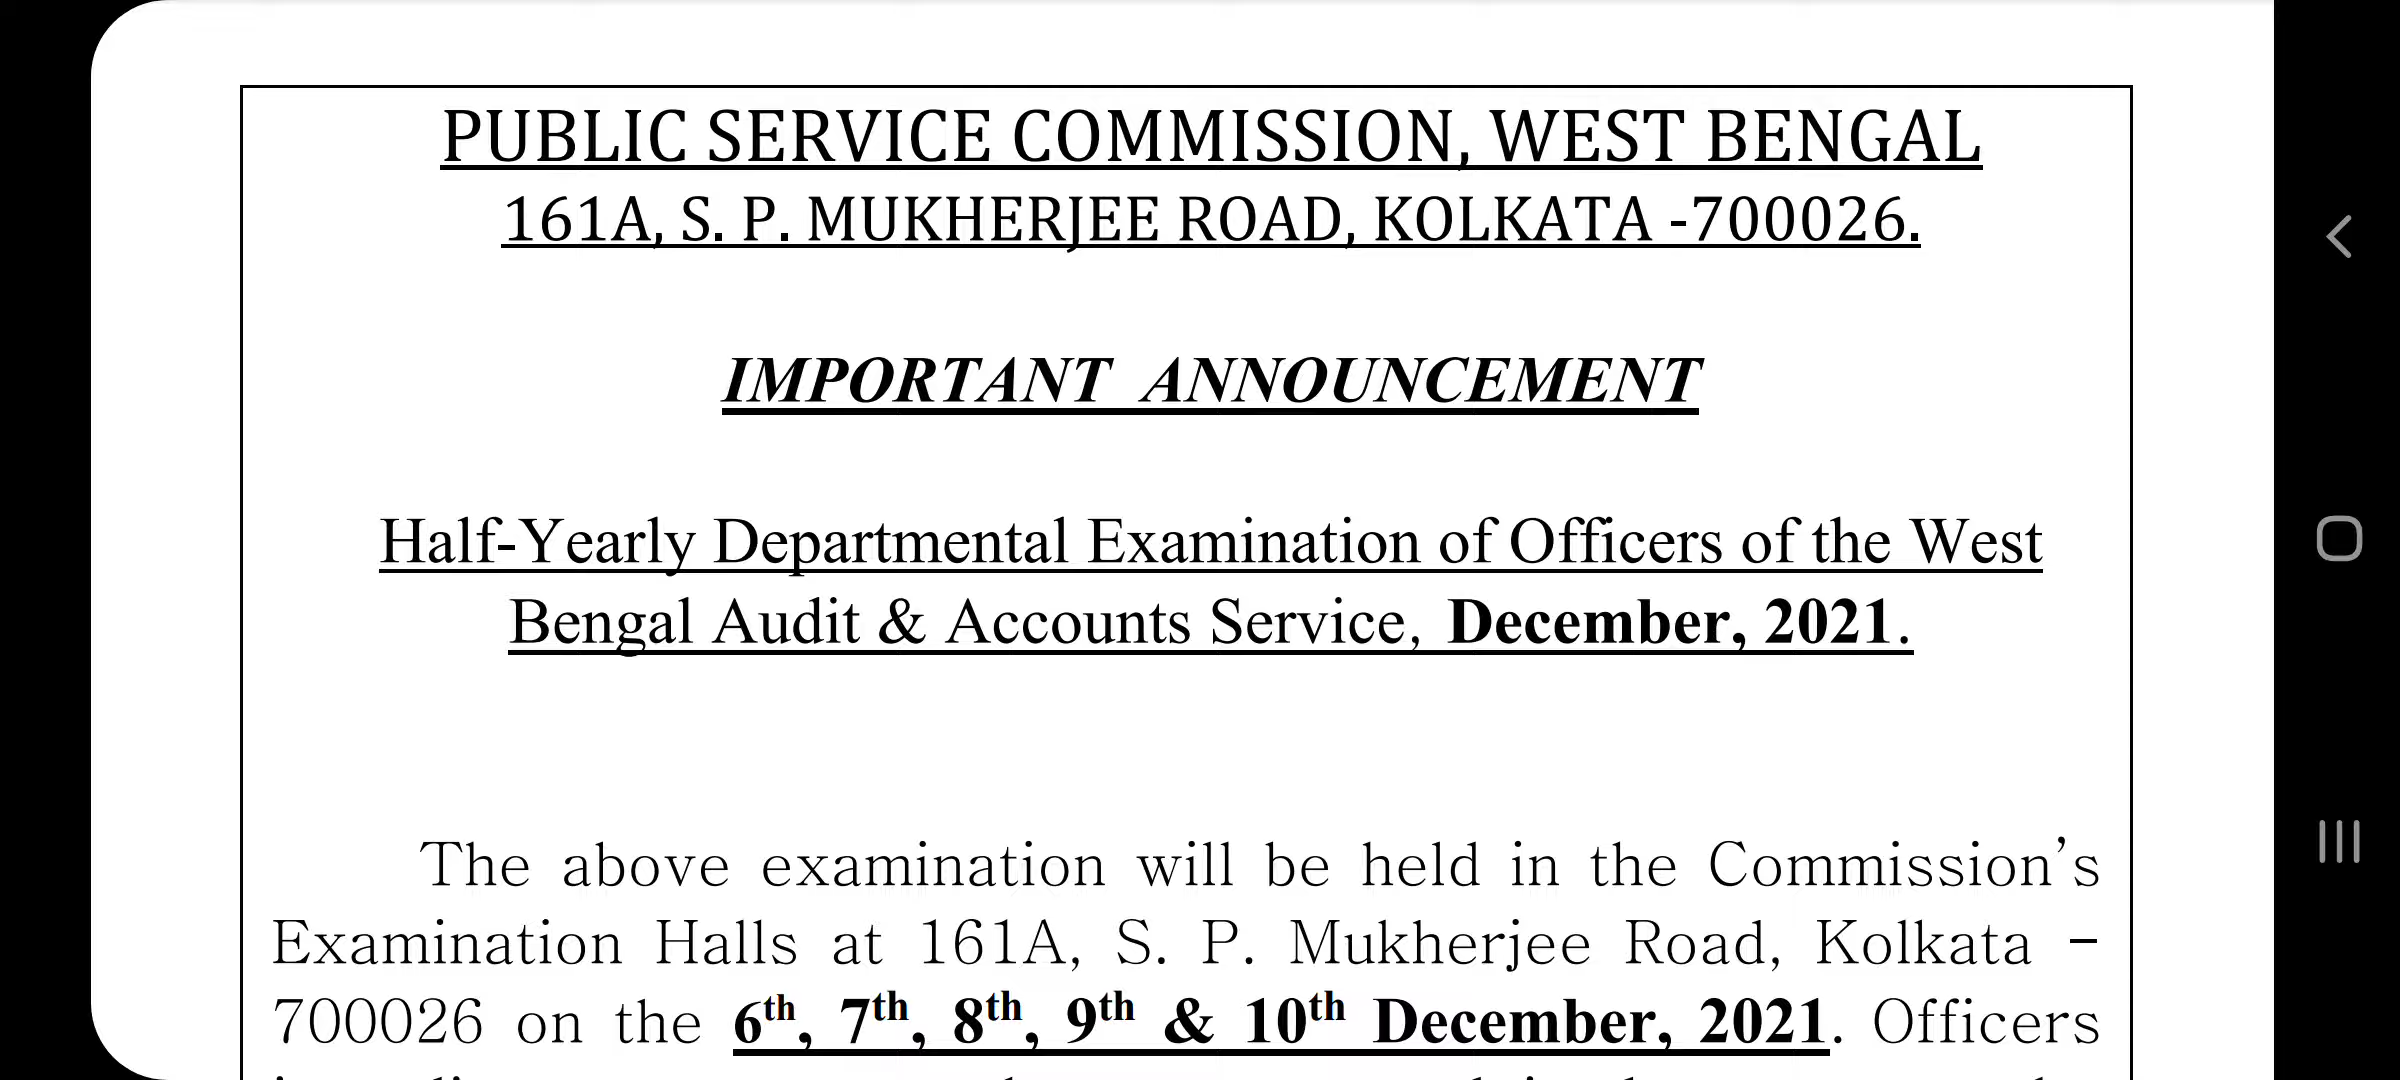 PUBLIC SERVICE COMMISSION, WEST BENGAL
161A, S. P. MUKHERJEE ROAD, KOLKATA -700026.
IMPORTANT ANNOUNCEMENT
Half-Yearly Departmental Examination of Officers of the West
Bengal Audit & Accounts Service, December, 2021.
The above examination will be held in the Commission’s
Examination Halls at 161A, S. P. Mukherjee Road, Kolkata –
700026 on the 6th, 7th, 8th, 9th & 10th December, 2021. Officers